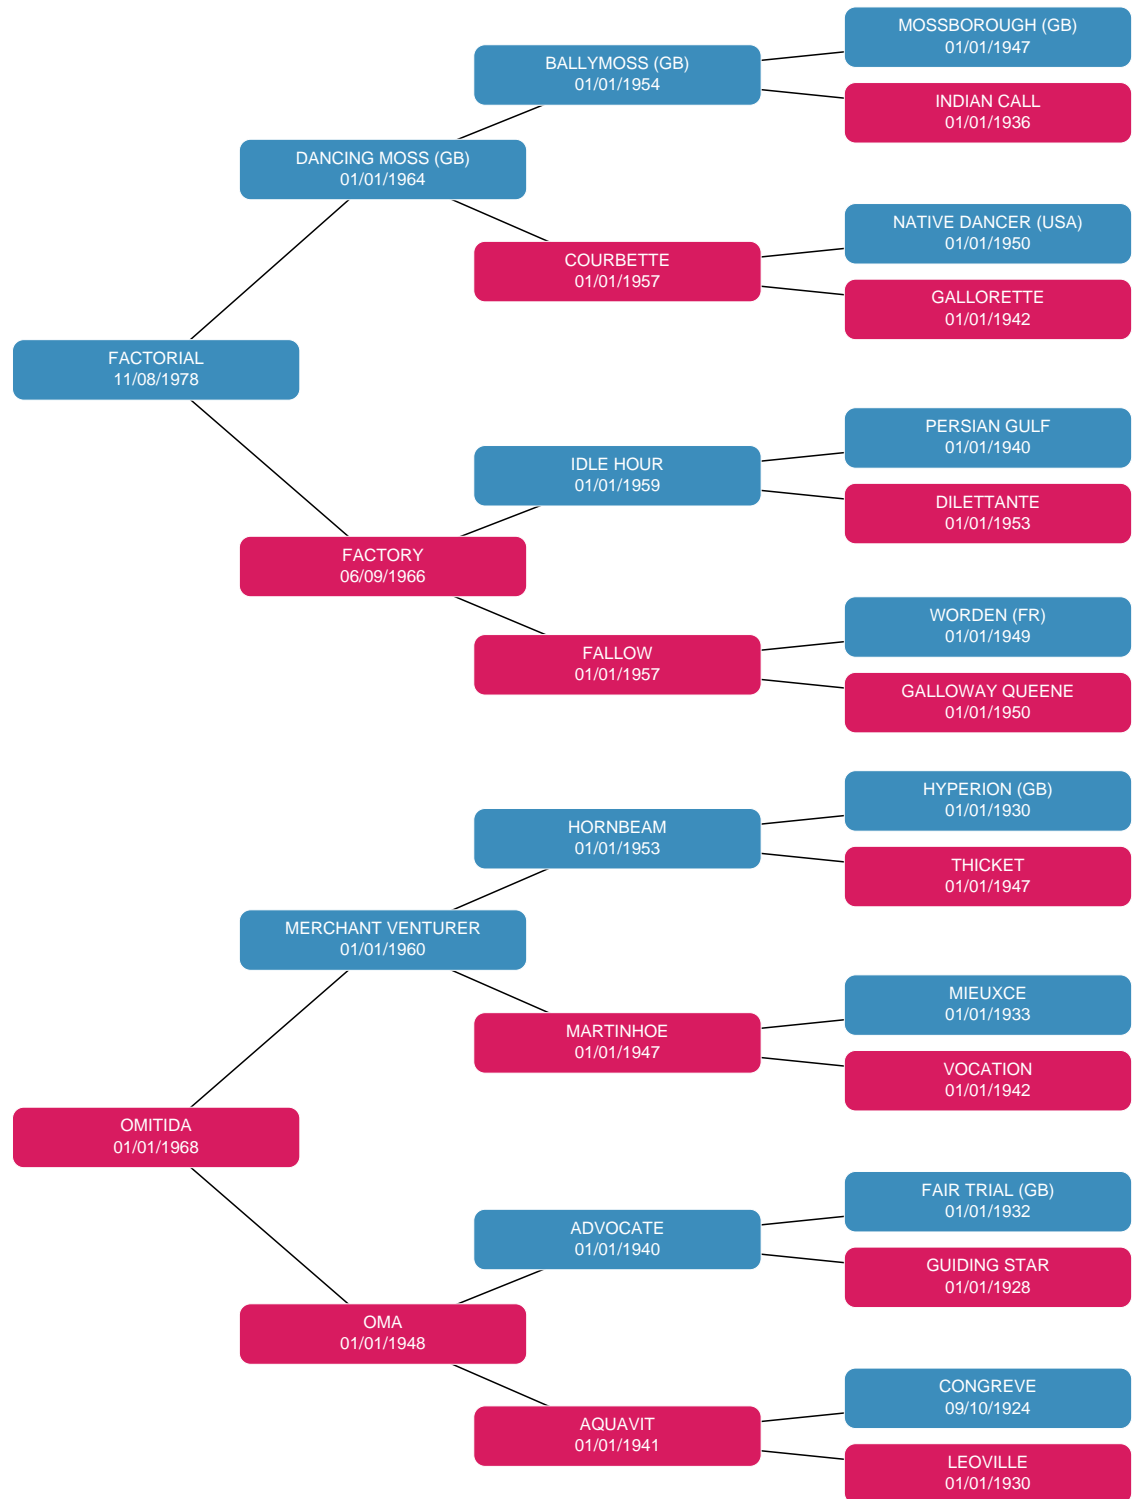 MOSSBOROUGH (GB)
01/01/1947
BALLYMOSS (GB)
01/01/1954
INDIAN CALL
01/01/1936
DANCING MOSS (GB)
01/01/1964
NATIVE DANCER (USA)
01/01/1950
COURBETTE
01/01/1957
GALLORETTE
01/01/1942
FACTORIAL
11/08/1978
PERSIAN GULF
01/01/1940
IDLE HOUR
01/01/1959
DILETTANTE
01/01/1953
FACTORY
06/09/1966
WORDEN (FR)
01/01/1949
FALLOW
01/01/1957
GALLOWAY QUEENE
01/01/1950
HYPERION (GB)
01/01/1930
HORNBEAM
01/01/1953
THICKET
01/01/1947
MERCHANT VENTURER
01/01/1960
MIEUXCE
01/01/1933
MARTINHOE
01/01/1947
VOCATION
01/01/1942
OMITIDA
01/01/1968
FAIR TRIAL (GB)
01/01/1932
ADVOCATE
01/01/1940
GUIDING STAR
01/01/1928
OMA
01/01/1948
CONGREVE
09/10/1924
AQUAVIT
01/01/1941
LEOVILLE
01/01/1930